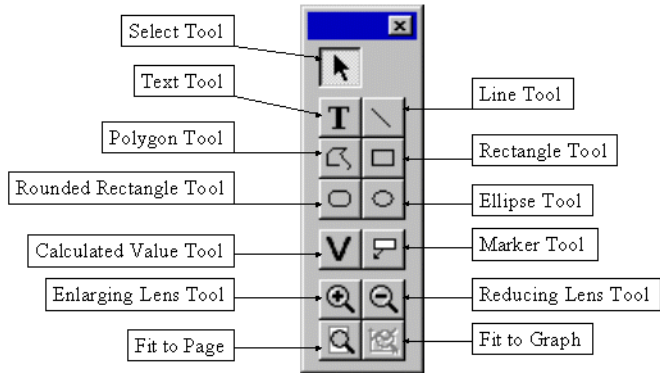 Select Tool
Text Tool
Line Tool
T
Polygon Tool
Rectangle Tool
Rounded Rectangle Tool
Ellipse Tool
Calculated Value Tool
V
Marker Tool
Enlarging Lens Tool
Reducing Lens Tool
Fit to Page
Fit to Graph